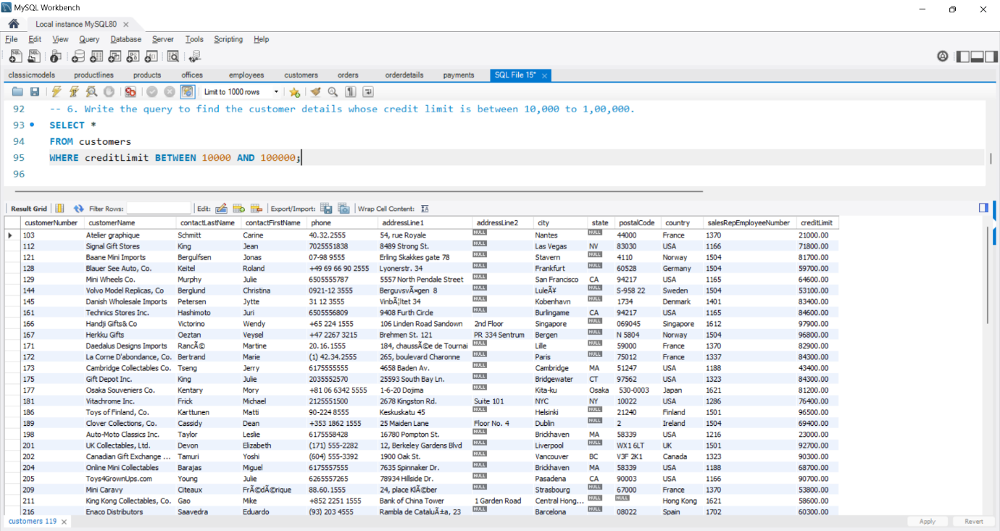 MySQL Workbench
Local instance MySQL80
File Edit View Query Database Server Tools Scripting Help
classicmodels productlines products offices employees customers orders orderdetails payments SQL File 15*
Limit to 1000 rows
92 -- 6. Write the query to find the customer details whose credit limit is between 10,000 to 1,00,000.
93 SELECT *
94 FROM customers
95 WHERE creditLimit BETWEEN 10000 AND 100000;
96
Result Grid Filter Rows: Edit: Export/Import: Wrap Cell Content:
customerNumber customerName contactLastName contactFirstName phone addressLine1 addressLine2 city state postalCode country salesRepEmployeeNumber creditLimit
103 Atelier graphique Schmitt Carine 40.32.2555 54, rue Royale NULL Nantes NULL 44000 France 1370 21000.00
112 Signal Gift Stores King Jean 7025551838 8489 Strong St. NULL Las Vegas NV 83030 USA 1166 71800.00
121 Baane Mini Imports Bergulfsen Jonas 07-98 9555 Erling Skakkes gate 78 NULL Stavern NULL 4110 Norway 1504 81700.00
128 Blauer See Auto, Co. Keitel Roland +49 69 66 90 2555 Lyonerstr. 34 NULL Frankfurt NULL 60528 Germany 1504 59700.00
129 Mini Wheels Co. Murphy Julie 6505555787 5557 North Pendale Street NULL San Francisco CA 94217 USA 1165 64600.00
144 Volvo Model Replicas, Co Berglund Christina 0921-12 3555 BerguvsvÃ¤gen 8 NULL LuleÃ¥ NULL S-958 22 Sweden 1504 53100.00
145 Danish Wholesale Imports Petersen Jytte 31 12 3555 VinbÃ¦ltet 34 NULL Kobenhavn NULL 1734 Denmark 1401 83400.00
161 Technics Stores Inc. Hashimoto Juri 6505556809 9408 Furth Circle NULL Burlingame CA 94217 USA 1165 84600.00
166 Handji Gifts& Co Victorino Wendy +65 224 1555 106 Linden Road Sandown 2nd Floor Singapore NULL 069045 Singapore 1612 97900.00
167 Herkku Gifts Oeztan Veysel +47 2267 3215 Brehmen St. 121 PR 334 Sentrum Bergen NULL N 5804 Norway 1504 96800.00
171 Daedalus Designs Imports RancÃ© Martine 20.16.1555 184, chaussÃ©e de Tournai NULL Lille NULL 59000 France 1370 82900.00
172 La Corne D'abondance, Co. Bertrand Marie (1) 42.34.2555 265, boulevard Charonne NULL Paris NULL 75012 France 1337 84300.00
173 Cambridge Collectables Co. Tseng Jerry 6175555555 4658 Baden Av. NULL Cambridge MA 51247 USA 1188 43400.00
175 Gift Depot Inc. King Julie 2035552570 25593 South Bay Ln. NULL Bridgewater CT 97562 USA 1323 84300.00
177 Osaka Souveniers Co. Kentary Mory +81 06 6342 5555 1-6-20 Dojima NULL Kita-ku Osaka 530-0003 Japan 1621 81200.00
181 Vitachrome Inc. Frick Michael 2125551500 2678 Kingston Rd. Suite 101 NYC NY 10022 USA 1286 76400.00
186 Toys of Finland, Co. Karttunen Matti 90-224 8555 Keskuskatu 45 NULL Helsinki NULL 21240 Finland 1501 96500.00
189 Clover Collections, Co. Cassidy Dean +353 1862 1555 25 Maiden Lane Floor No. 4 Dublin NULL 2 Ireland 1504 69400.00
198 Auto-Moto Classics Inc. Taylor Leslie 6175558428 16780 Pompton St. NULL Brickhaven MA 58339 USA 1216 23000.00
201 UK Collectables, Ltd. Devon Elizabeth (171) 555-2282 12, Berkeley Gardens Blvd NULL Liverpool NULL WX1 6LT UK 1501 92700.00
202 Canadian Gift Exchange ... Tamuri Yoshi (604) 555-3392 1900 Oak St. NULL Vancouver BC V3F 2K1 Canada 1323 90300.00
204 Online Mini Collectables Barajas Miguel 6175557555 7635 Spinnaker Dr. NULL Brickhaven MA 58339 USA 1188 68700.00
205 Toys4GrownUps.com Young Julie 6265557265 78934 Hillside Dr. NULL Pasadena CA 90003 USA 1166 90700.00
209 Mini Caravy Citeaux FrÃ©dÃ©rique 88.60.1555 24, place KlÃ©ber NULL Strasbourg NULL 67000 France 1370 53800.00
211 King Kong Collectables, Co. Gao Mike +852 2251 1555 Bank of China Tower 1 Garden Road Central Hong... NULL NULL Hong Kong 1621 58600.00
216 Enaco Distributors Saavedra Eduardo (93) 203 4555 Rambla de CataluÃ±a, 23 NULL Barcelona NULL 08022 Spain 1702 60300.00
customers 119 Apply Revert